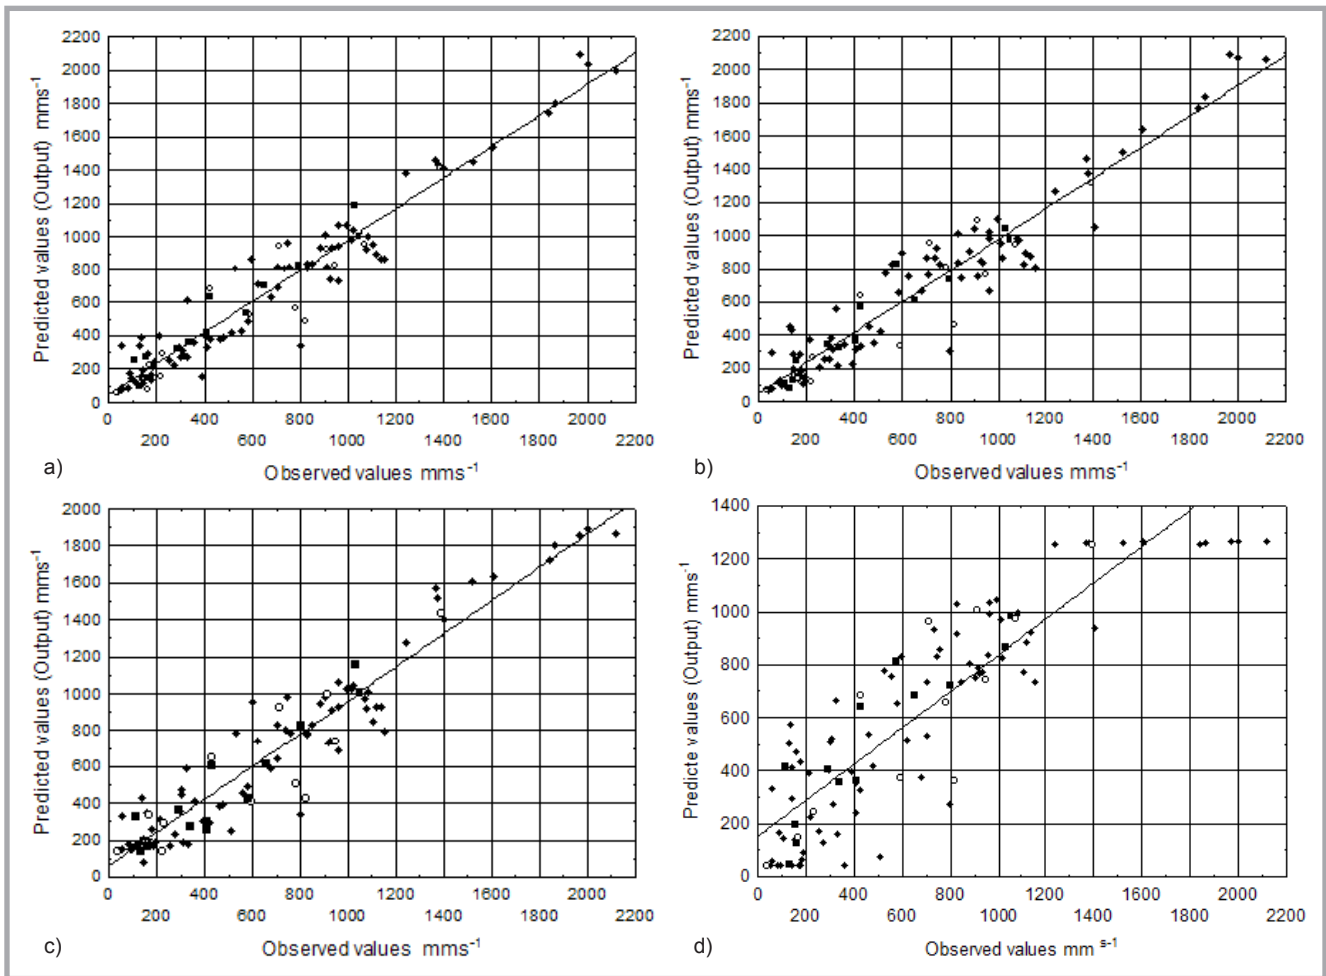 2200
2000
1800
1600
1400
1200
1000
800
600
400
200
0
Predicted values (Output) mms⁻¹
0 400 800 1200 1600 2000
200 600 1000 1400 1800 2200
a)
Observed values mms⁻¹
2200
2000
1800
1600
1400
1200
1000
800
600
400
200
0
Predicted values (Output) mms⁻¹
0 400 800 1200 1600 2000
200 600 1000 1400 1800 2200
b)
Observed values mms⁻¹
2000
1800
1600
1400
1200
1000
800
600
400
200
0
Predicted values (Output) mms⁻¹
0 400 800 1200 1600 2000
200 600 1000 1400 1800 2200
c)
Observed values mms⁻¹
1400
1200
1000
800
600
400
200
0
Predicte values (Output) mms⁻¹
0 400 800 1200 1600 2000
200 600 1000 1400 1800 2200
d)
Observed values mm ˢ⁻¹